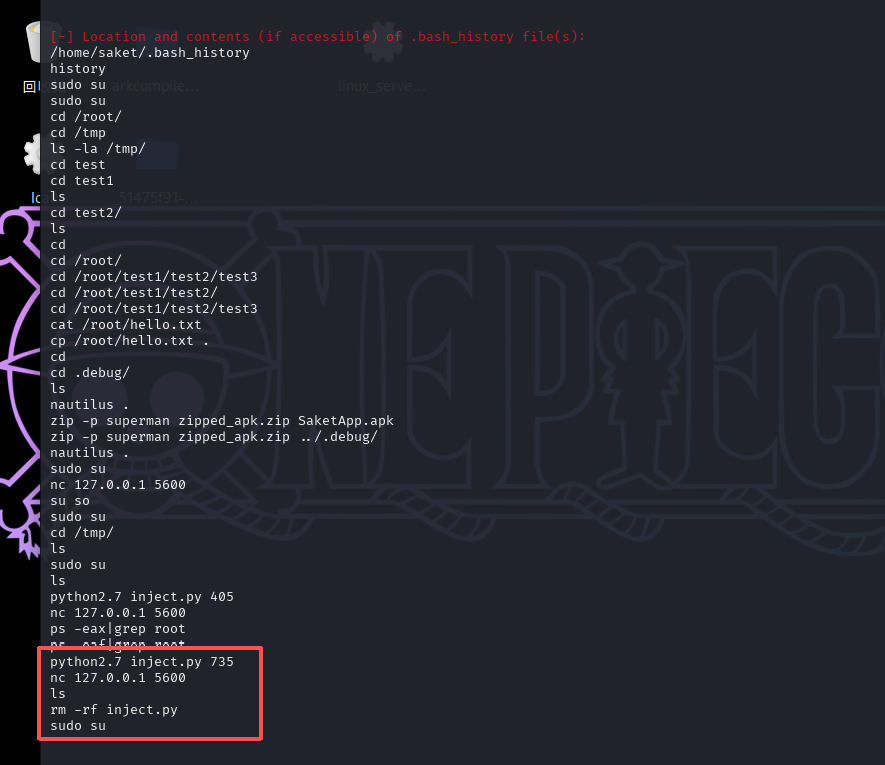 [-] Location and contents (if accessible) of .bash_history file(s):
/home/saket/.bash_history
history
sudo su
回
arkcompile...
linux_serve...
sudo su
cd /root/
cd /tmp
ls -la /tmp/
cd test
cd test1
ls
51475f91-...
cd test2/
ls
cd
cd /root/
cd /root/test1/test2/test3
cd /root/test1/test2/
cd /root/test1/test2/test3
cat /root/hello.txt
cp /root/hello.txt .
cd
cd .debug/
ls
nautilus .
zip -p superman zipped_apk.zip SaketApp.apk
zip -p superman zipped_apk.zip ../.debug/
nautilus .
sudo su
nc 127.0.0.1 5600
su so
sudo su
cd /tmp/
ls
sudo su
ls
python2.7 inject.py 405
nc 127.0.0.1 5600
ps -eax|grep root
ps -eaf|grep root
python2.7 inject.py 735
nc 127.0.0.1 5600
ls
rm -rf inject.py
sudo su
NE PIEC